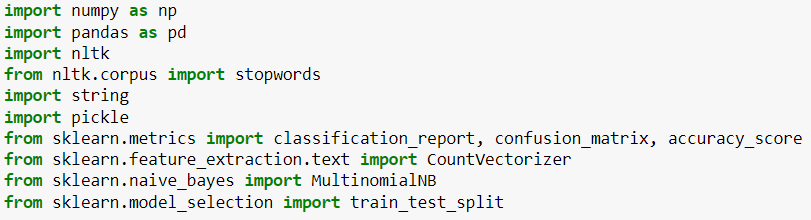 import numpy as np
import pandas as pd
import nltk
from nltk.corpus import stopwords
import string
import pickle
from sklearn.metrics import classification_report, confusion_matrix, accuracy_score
from sklearn.feature_extraction.text import CountVectorizer
from sklearn.naive_bayes import MultinomialNB
from sklearn.model_selection import train_test_split